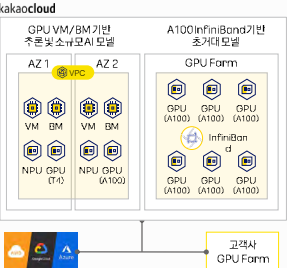 kakaocloud
GPU VM/BM 기반
추론 및 소규모 AI 모델
A100 InfiniBand기반
초거대 모델
AZ 1
AZ 2
VPC
GPU Farm
VM BM VM BM
NPU GPU NPU GPU
(T4) (A100)
GPU GPU GPU
(A100) (A100) (A100)
InfiniBan
d
GPU GPU GPU
(A100) (A100) (A100)
aws
Google Cloud
Azure
고객사
GPU Farm